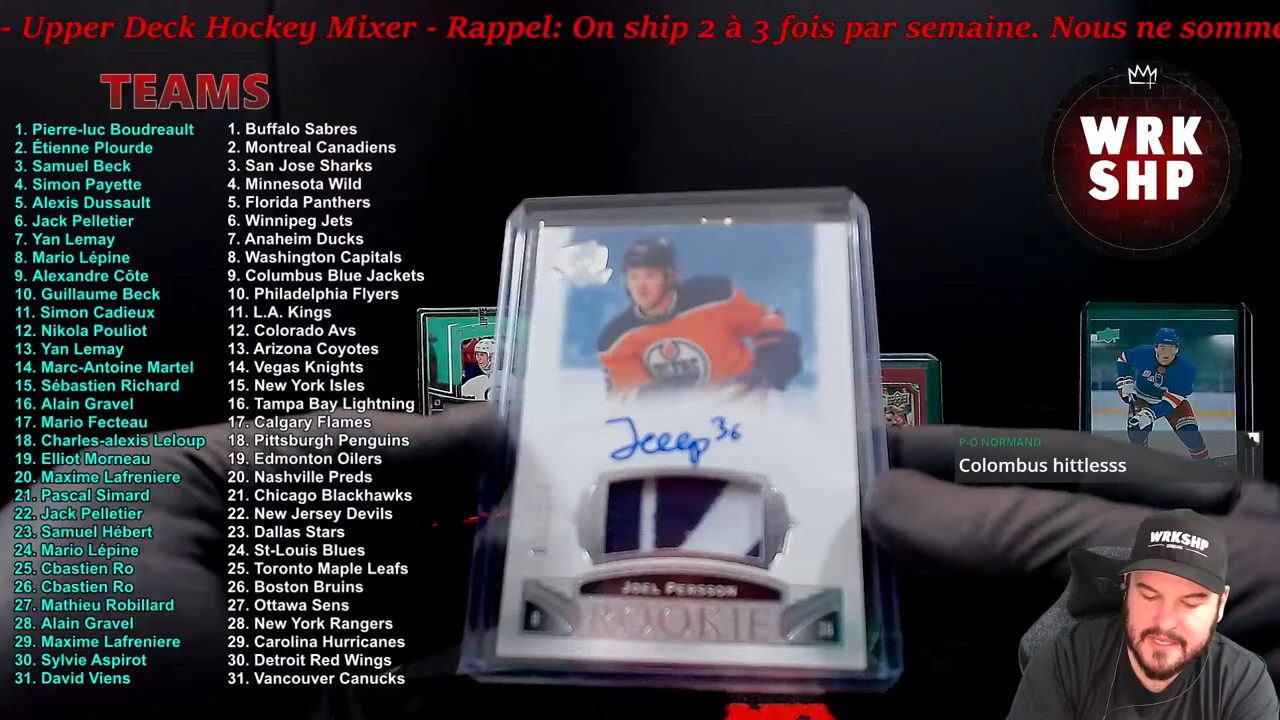 - Upper Deck Hockey Mixer - Rappel: On ship 2 à 3 fois par semaine. Nous ne somme
TEAMS
1. Pierre-luc Boudreault
2. Étienne Plourde
3. Samuel Beck
4. Simon Payette
5. Alexis Dussault
6. Jack Pelletier
7. Yan Lemay
8. Mario Lépine
9. Alexandre Côte
10. Guillaume Beck
11. Simon Cadieux
12. Nikola Pouliot
13. Yan Lemay
14. Marc-Antoine Martel
15. Sébastien Richard
16. Alain Gravel
17. Mario Fecteau
18. Charles-alexis Leloup
19. Elliot Morneau
20. Maxime Lafreniere
21. Pascal Simard
22. Jack Pelletier
23. Samuel Hébert
24. Mario Lépine
25. Cbastien Ro
26. Cbastien Ro
27. Mathieu Robillard
28. Alain Gravel
29. Maxime Lafreniere
30. Sylvie Aspirot
31. David Viens
1. Buffalo Sabres
2. Montreal Canadiens
3. San Jose Sharks
4. Minnesota Wild
5. Florida Panthers
6. Winnipeg Jets
7. Anaheim Ducks
8. Washington Capitals
9. Columbus Blue Jackets
10. Philadelphia Flyers
11. L.A. Kings
12. Colorado Avs
13. Arizona Coyotes
14. Vegas Knights
15. New York Isles
16. Tampa Bay Lightning
17. Calgary Flames
18. Pittsburgh Penguins
19. Edmonton Oilers
20. Nashville Preds
21. Chicago Blackhawks
22. New Jersey Devils
23. Dallas Stars
24. St-Louis Blues
25. Toronto Maple Leafs
26. Boston Bruins
27. Ottawa Sens
28. New York Rangers
29. Carolina Hurricanes
30. Detroit Red Wings
31. Vancouver Canucks
WRK
SHP
OILERS
36
JOEL PERSSON
ROOKIE
P-O NORMAND
Colombus hittlesss
WRKSHP